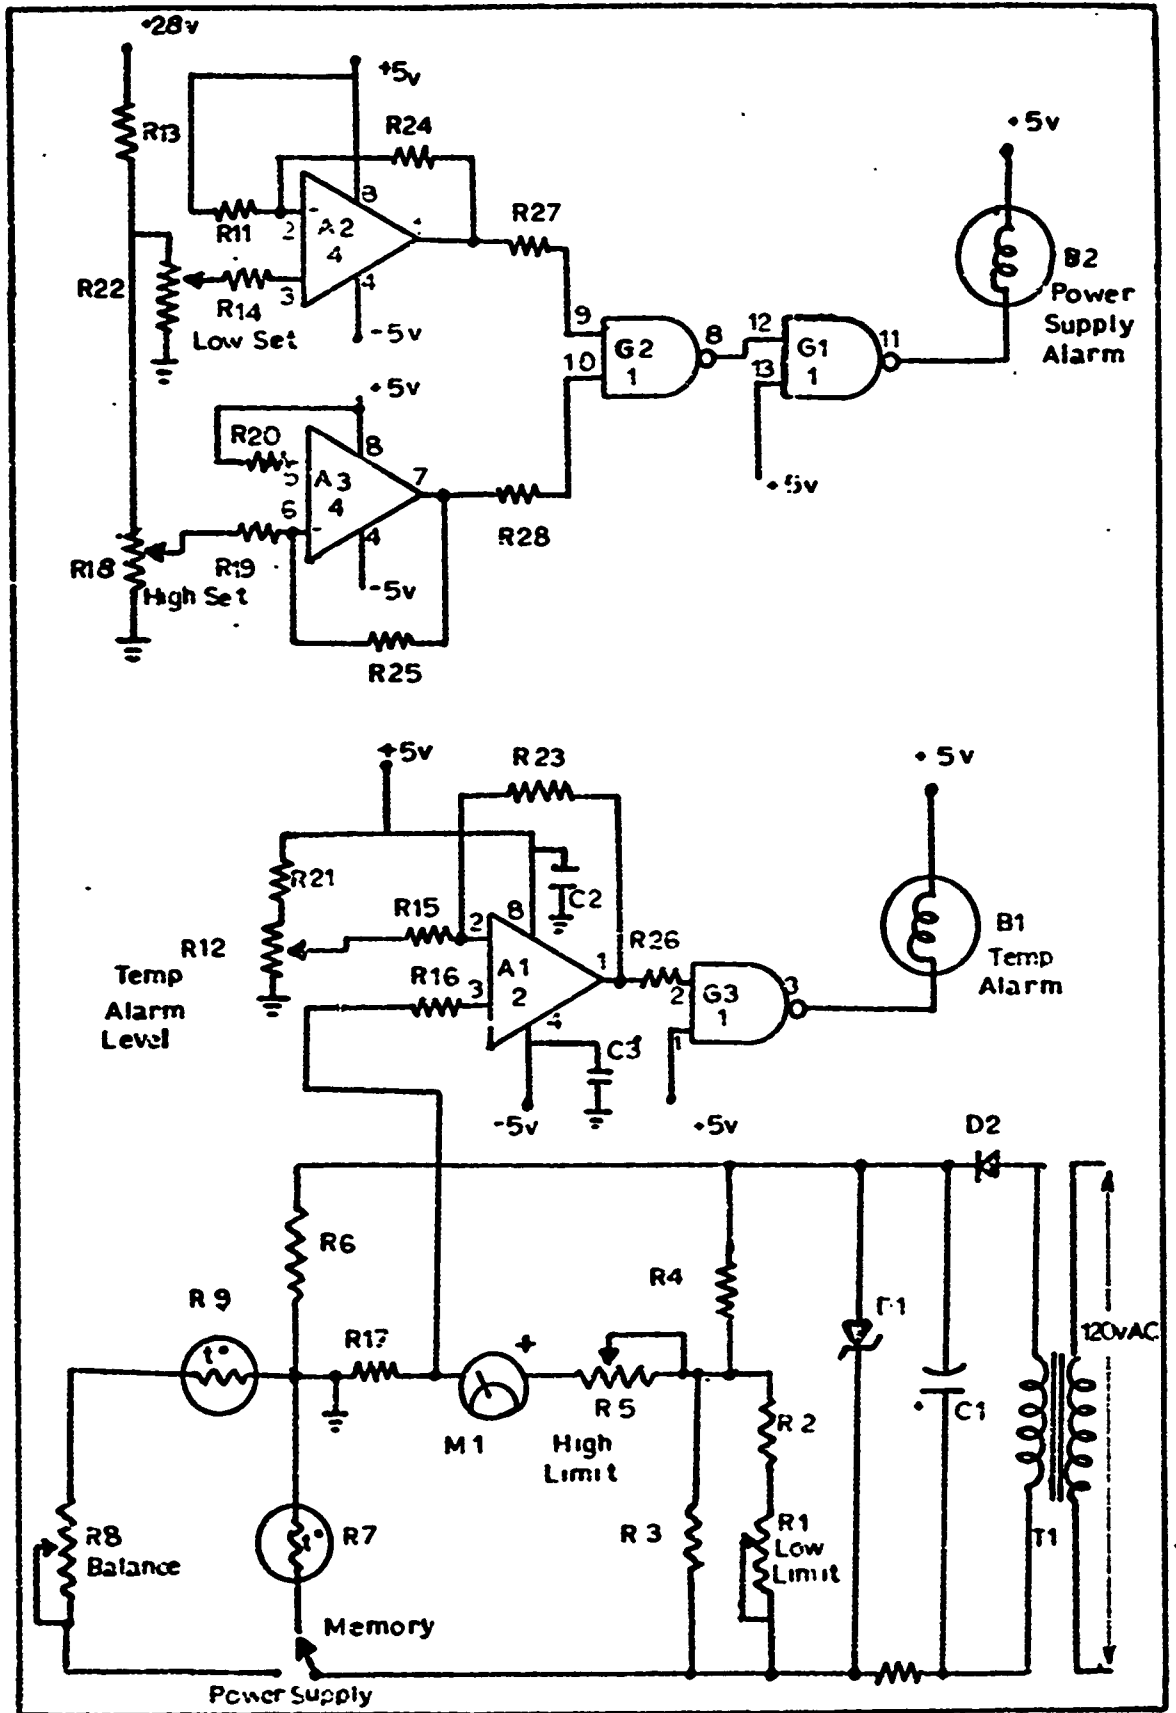 +28v
+5v
R13
R24
+5v
8
R11
2
-
A2
4
1
R27
R22
R14
3
4
Low Set
-5v
B2
Power
Supply
Alarm
9
G2
1
8
10
12
G1
1
11
13
+5v
+5v
R20
5
8
A3
4
7
6
-
4
R28
R18
R19
High Set
-5v
R25
+5v
R23
+5v
R21
C2
R15
2
8
R12
R16
3
A1
2
1
R26
Temp
Alarm
Level
4
2
G3
1
3
1
B1
Temp
Alarm
C3
-5v
+5v
D2
R6
R4
R9
t°
R17
+
D1
120vAC
M1
R5
High
Limit
R2
+
C1
R8
Balance
t°
R7
R3
R1
Low
Limit
T1
Memory
Power Supply